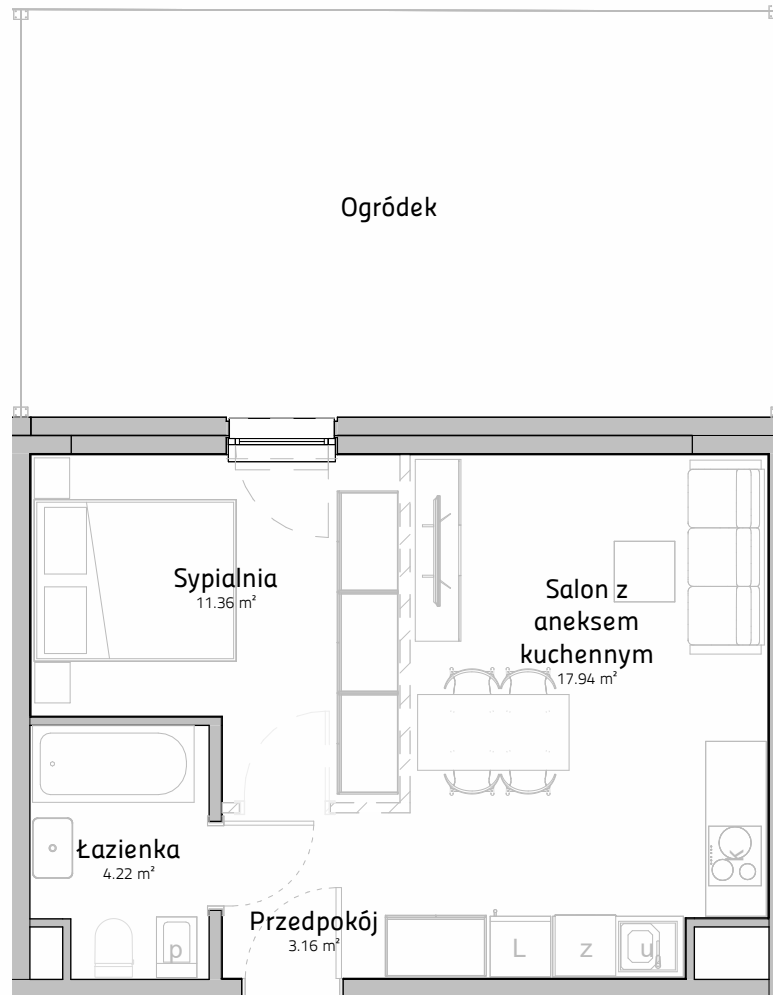 Ogródek
Sypialnia
11.36 m²
Salon z
aneksem
kuchennym
17.94 m²
Łazienka
4.22 m²
Przedpokój
3.16 m²
p
L
z
u